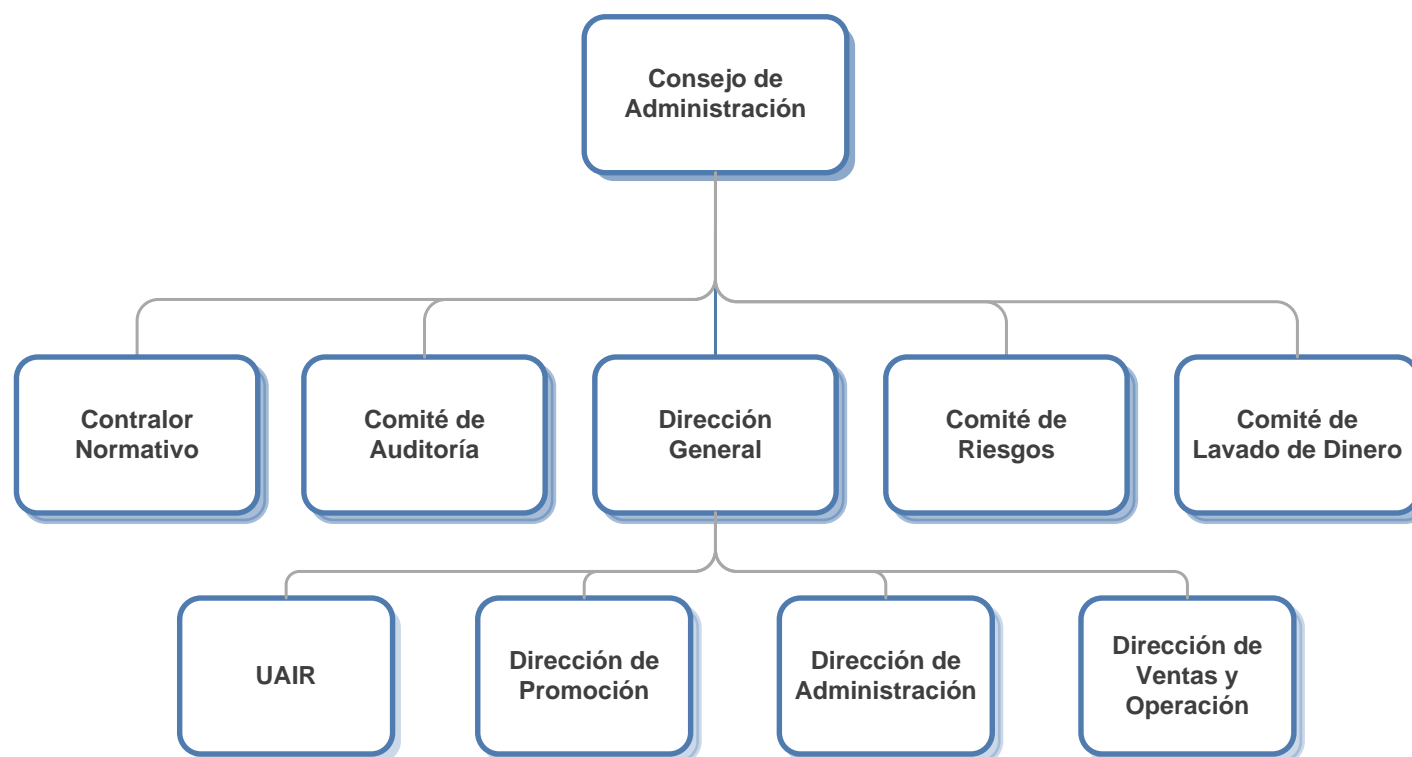 Consejo de
Administración
Contralor
Normativo
Comité de
Auditoría
Dirección
General
Comité de
Riesgos
Comité de
Lavado de Dinero
UAIR
Dirección de
Promoción
Dirección de
Administración
Dirección de
Ventas y
Operación